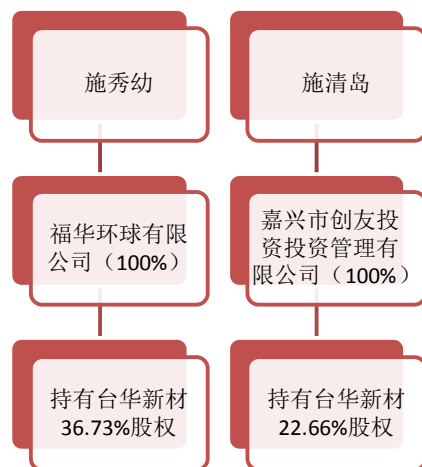 施秀幼
施清岛
福华环球有限
公司（100%）
嘉兴市创友投
资投资管理有
限公司（100%）
持有台华新材
36.73%股权
持有台华新材
22.66%股权